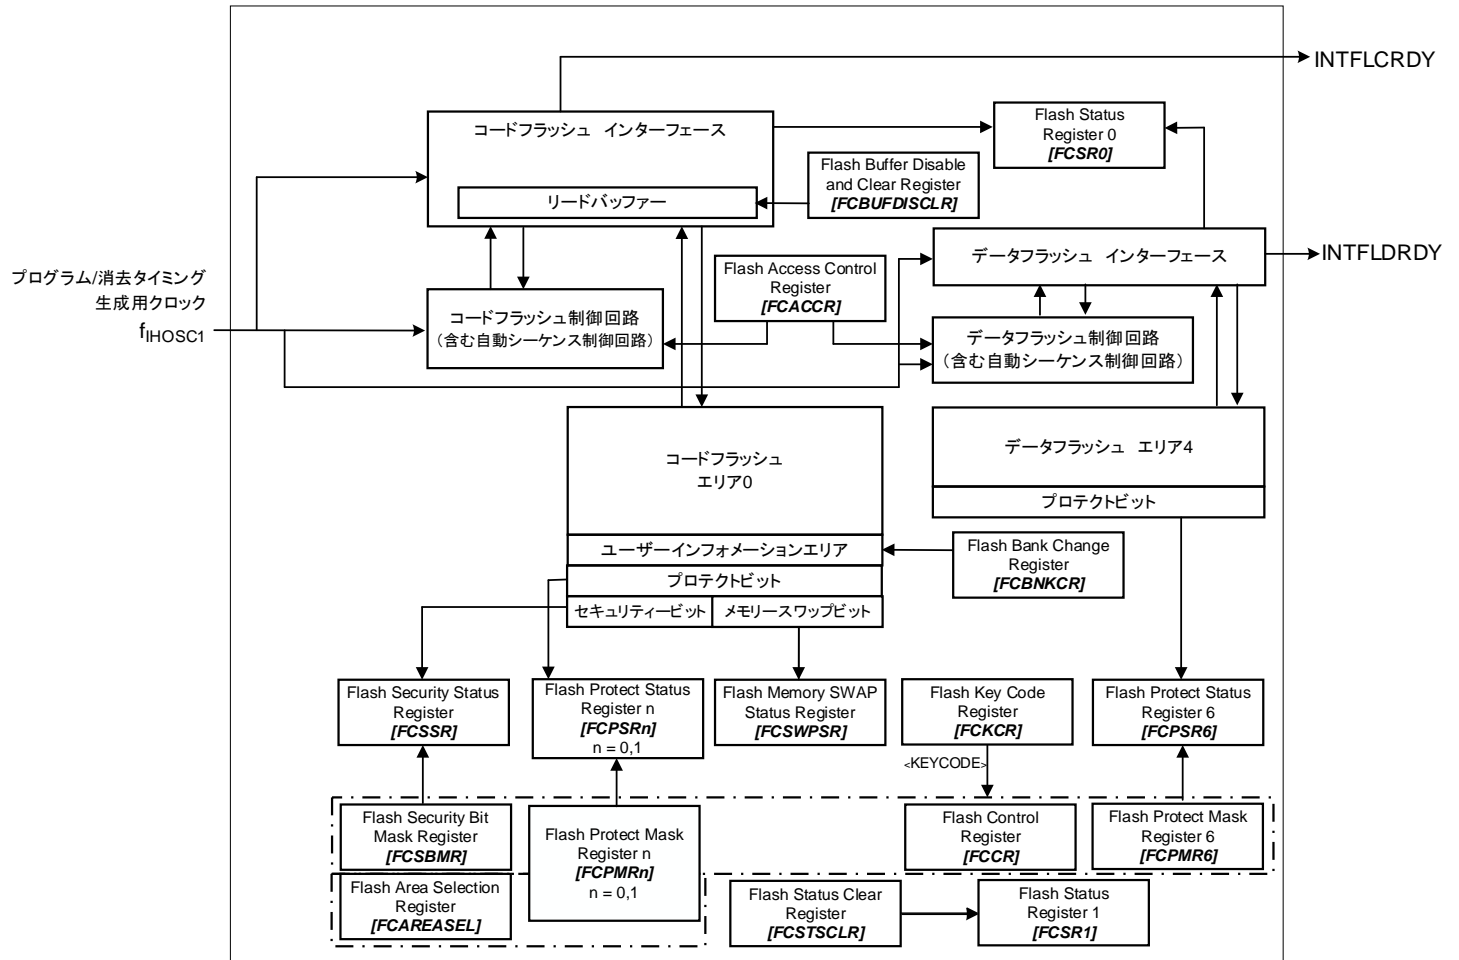 INTFLCRDY
コードフラッシュ インターフェース
Flash Status
Register 0
[FCSR0]
Flash Buffer Disable
and Clear Register
[FCBUFDISCLR]
リードバッファー
データフラッシュ インターフェース
INTFLDRDY
プログラム/消去タイミング
生成用クロック
fIHOSC1
Flash Access Control
Register
[FCACCR]
コードフラッシュ制御回路
(含む自動シーケンス制御回路)
データフラッシュ制御回路
(含む自動シーケンス制御回路)
コードフラッシュ
エリア0
データフラッシュ エリア4
プロテクトビット
ユーザーインフォメーションエリア
Flash Bank Change
Register
[FCBNKCR]
プロテクトビット
セキュリティービット
メモリースワップビット
Flash Security Status
Register
[FCSSR]
Flash Protect Status
Register n
[FCPSRn]
n = 0,1
Flash Memory SWAP
Status Register
[FCSWPSR]
Flash Key Code
Register
[FCKCR]
Flash Protect Status
Register 6
[FCPSR6]
<KEYCODE>
Flash Security Bit
Mask Register
[FCSBMR]
Flash Protect Mask
Register n
[FCPMRn]
n = 0,1
Flash Control
Register
[FCCR]
Flash Protect Mask
Register 6
[FCPMR6]
Flash Area Selection
Register
[FCAREASEL]
Flash Status Clear
Register
[FCSTSCLR]
Flash Status
Register 1
[FCSR1]